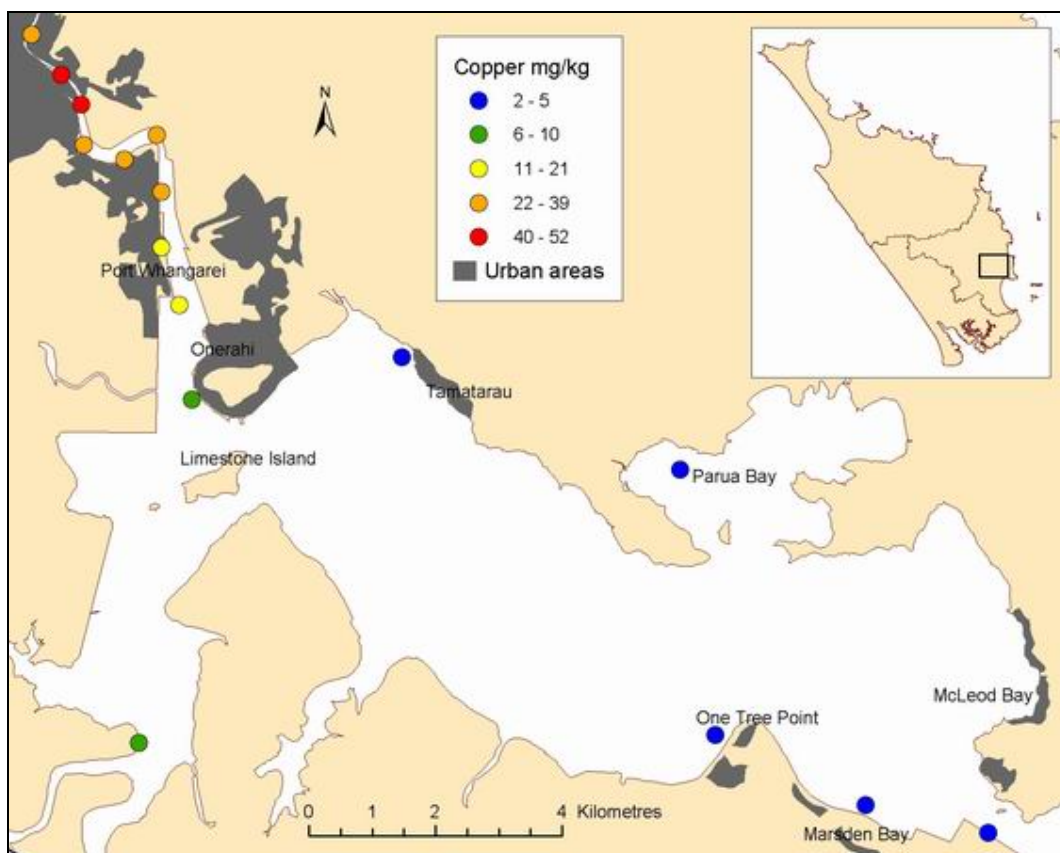 N
Copper mg/kg
2 - 5
6 - 10
11 - 21
22 - 39
40 - 52
Urban areas
Port Whangarei
Onerahi
Tamatarau
Limestone Island
Parua Bay
McLeod Bay
One Tree Point
0 1 2 4 Kilometres
Marsden Bay